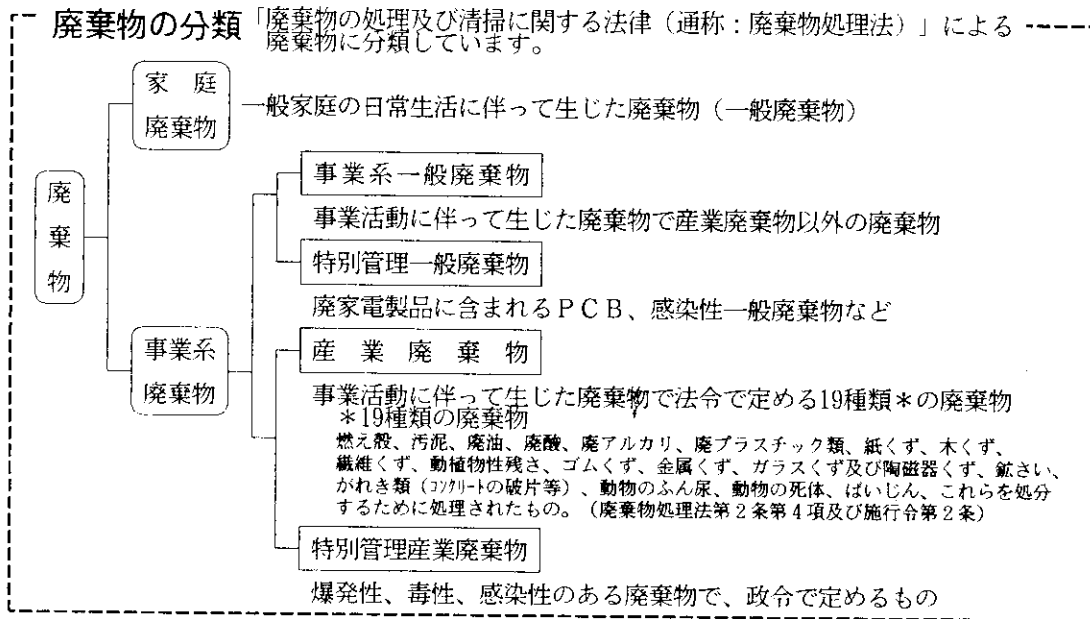 廃棄物の分類「廃棄物の処理及び清掃に関する法律（通称：廃棄物処理法）」による
廃棄物に分類しています。
家　庭
廃棄物
一般家庭の日常生活に伴って生じた廃棄物（一般廃棄物）
廃
棄
物
事業系一般廃棄物
事業活動に伴って生じた廃棄物で産業廃棄物以外の廃棄物
特別管理一般廃棄物
廃家電製品に含まれるＰＣＢ、感染性一般廃棄物など
事業系
廃棄物
産　業　廃　棄　物
事業活動に伴って生じた廃棄物で法令で定める19種類＊の廃棄物
＊19種類の廃棄物
燃え殻、汚泥、廃油、廃酸、廃アルカリ、廃プラスチック類、紙くず、木くず、
繊維くず、動植物性残さ、ゴムくず、金属くず、ガラスくず及び陶磁器くず、鉱さい、
がれき類（ｺﾝｸﾘｰﾄの破片等）、動物のふん尿、動物の死体、ばいじん、これらを処分
するために処理されたもの。（廃棄物処理法第２条第４項及び施行令第２条）
特別管理産業廃棄物
爆発性、毒性、感染性のある廃棄物で、政令で定めるもの